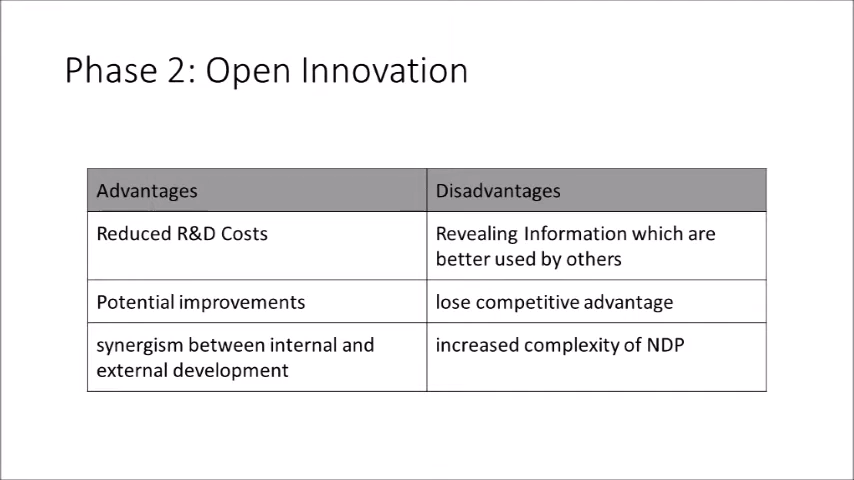 Phase 2: Open Innovation
Advantages
Disadvantages
Reduced R&D Costs
Revealing Information which are
better used by others
Potential improvements
lose competitive advantage
synergism between internal and
external development
increased complexity of NDP